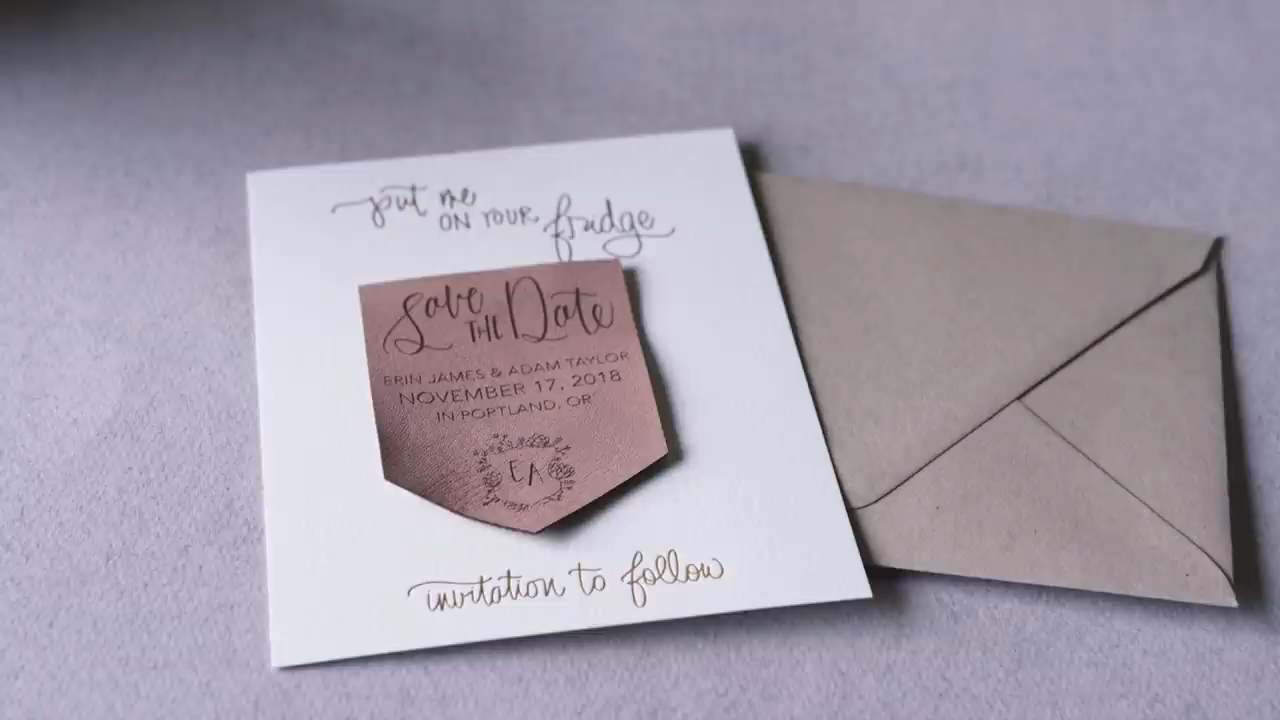 put me
ON YOUR fridge
Save
THE Date
ERIN JAMES & ADAM TAYLOR
NOVEMBER 17, 2018
IN PORTLAND, OR
E A
invitation to follow